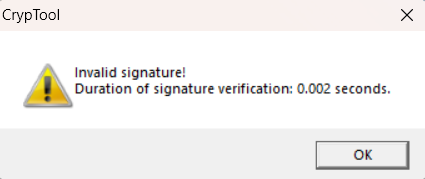 CrypTool
Invalid signature!
Duration of signature verification: 0.002 seconds.
OK